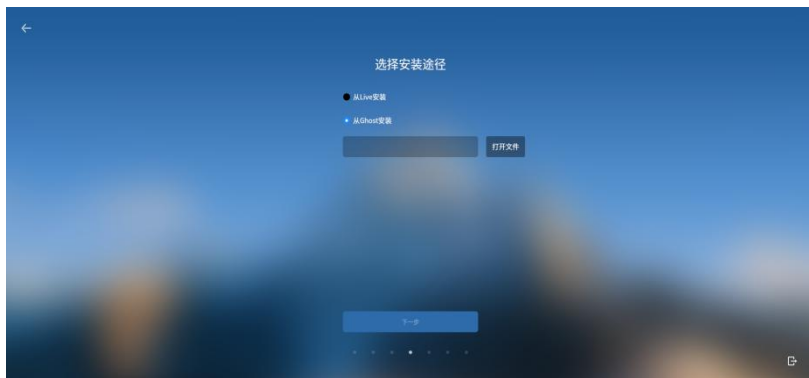 选择安装途径
从Live安装
从Ghost安装
打开文件
下一步